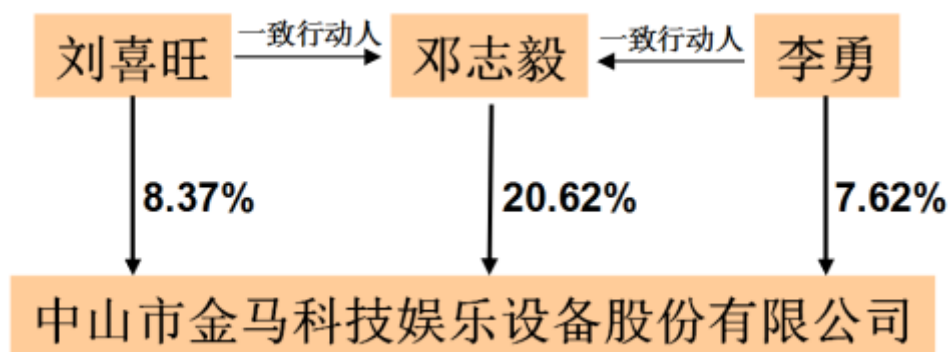 刘喜旺 一致行动人 邓志毅 一致行动人 李勇
8.37% 20.62% 7.62%
中山市金马科技娱乐设备股份有限公司